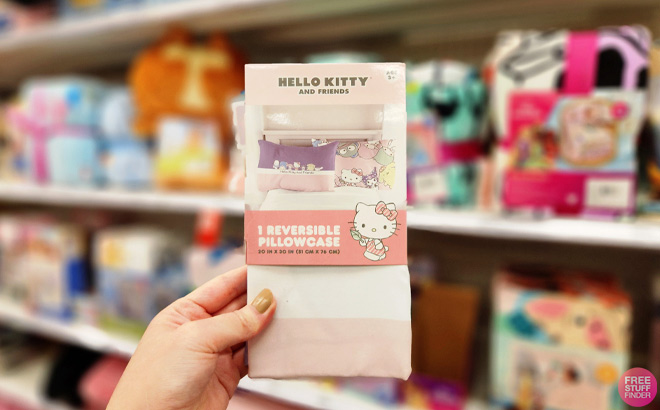 HELLO KITTY
AND FRIENDS
1 REVERSIBLE
PILLOWCASE
20 IN X 30 IN (51 CM X 76 CM)
FREE
STUFF
FINDER